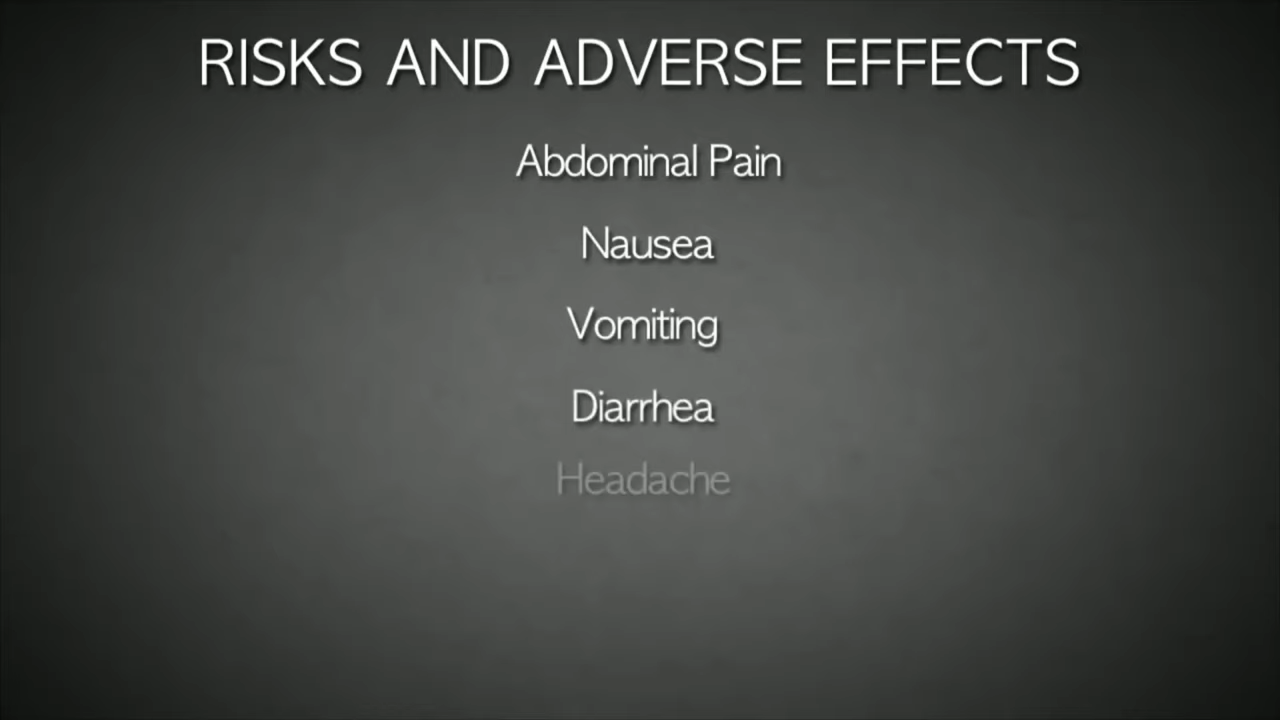 RISKS AND ADVERSE EFFECTS
Abdominal Pain
Nausea
Vomiting
Diarrhea
Headache